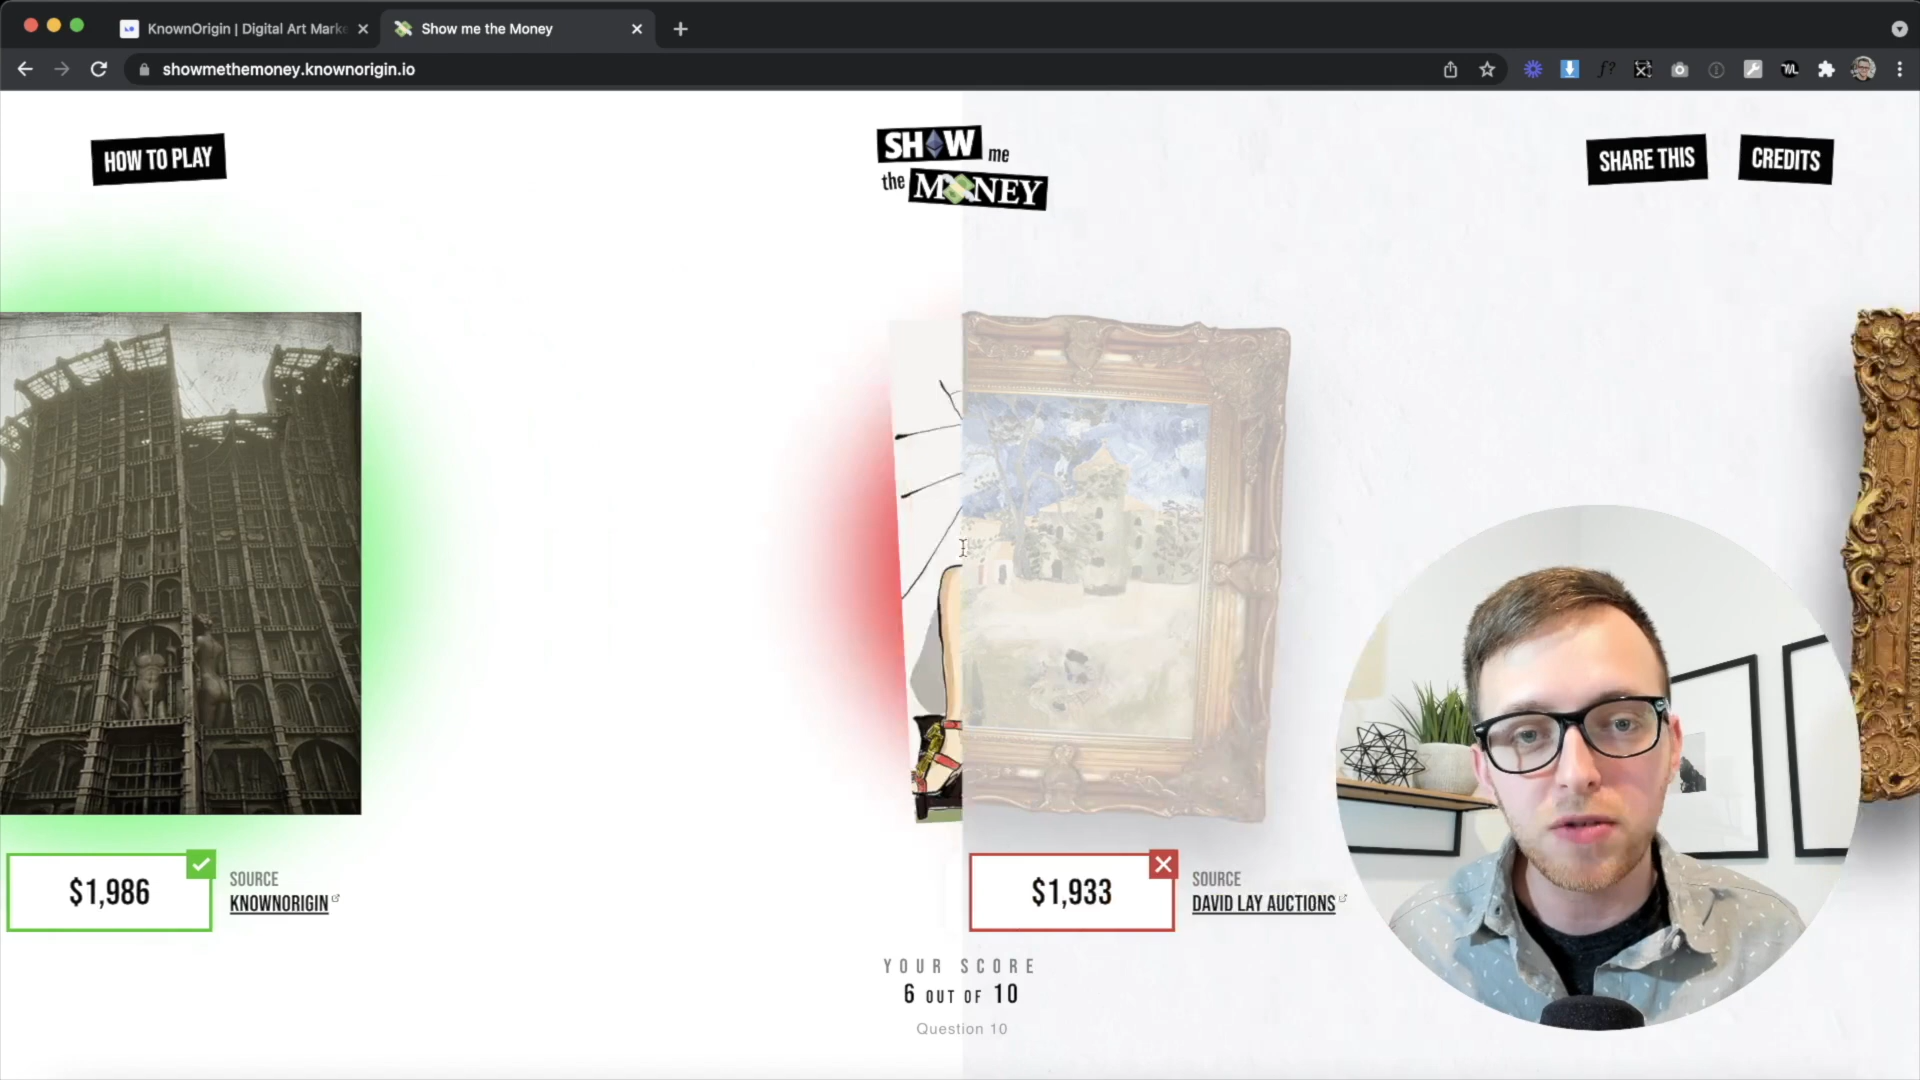 KnownOrigin | Digital Art Marke
Show me the Money
showmethemoney.knownorigin.io
HOW TO PLAY
SHOW me
the MONEY
SHARE THIS
CREDITS
$1,986
SOURCE
KNOWNORIGIN
$1,933
SOURCE
DAVID LAY AUCTIONS
YOUR SCORE
6 OUT OF 10
Question 10